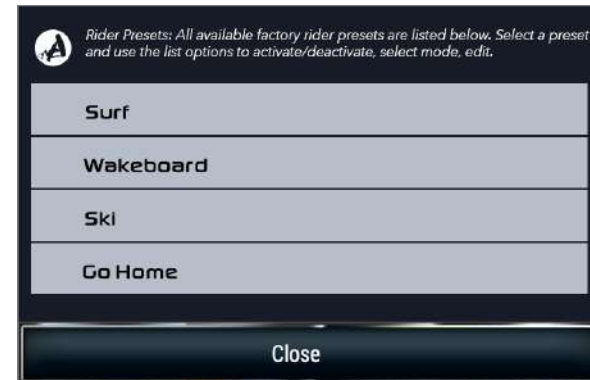 Rider Presets: All available factory rider presets are listed below. Select a preset
and use the list options to activate/deactivate, select mode, edit.
Surf
Wakeboard
Ski
Go Home
Close